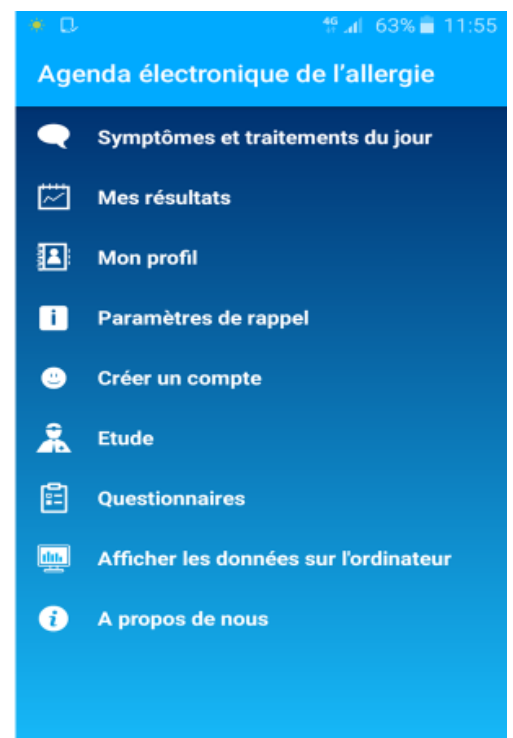 4G 63% 11:55
Agenda électronique de l'allergie
Symptômes et traitements du jour
Mes résultats
Mon profil
Paramètres de rappel
Créer un compte
Etude
Questionnaires
Afficher les données sur l'ordinateur
A propos de nous